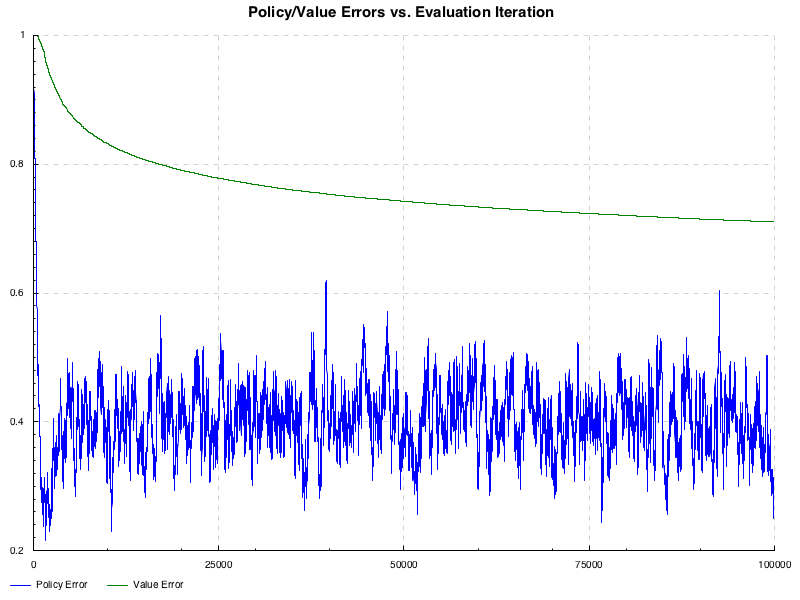 Policy/Value Errors vs. Evaluation Iteration
1
0.8
0.6
0.4
0.2
0 25000 50000 75000 100000
Policy Error Value Error